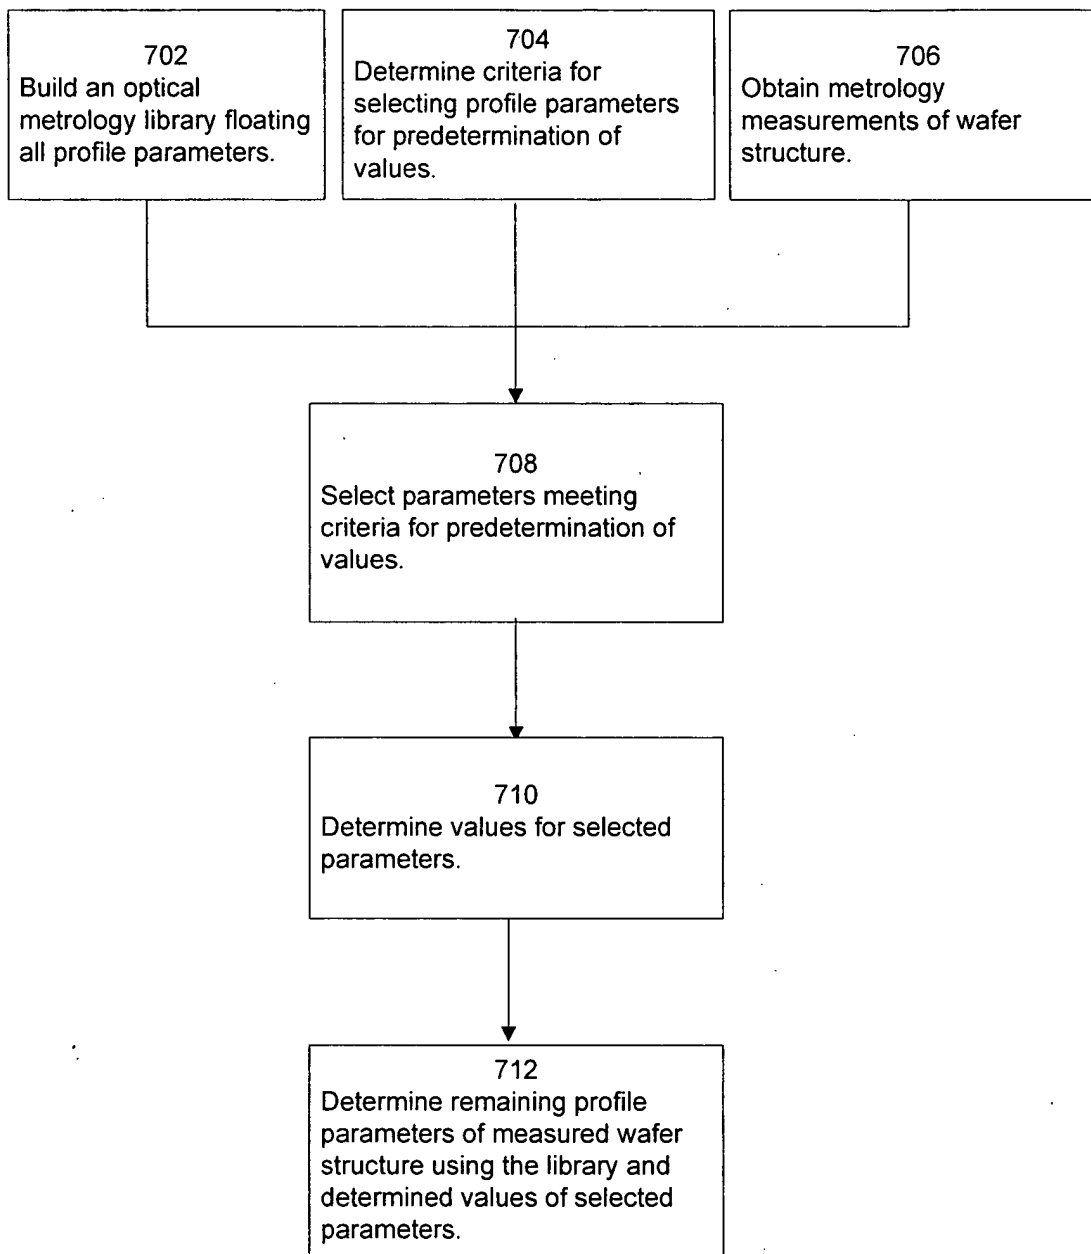 702
Build an optical
metrology library floating
all profile parameters.
704
Determine criteria for
selecting profile parameters
for predetermination of
values.
706
Obtain metrology
measurements of wafer
structure.
708
Select parameters meeting
criteria for predetermination of
values.
710
Determine values for selected
parameters.
712
Determine remaining profile
parameters of measured wafer
structure using the library and
determined values of selected
parameters.